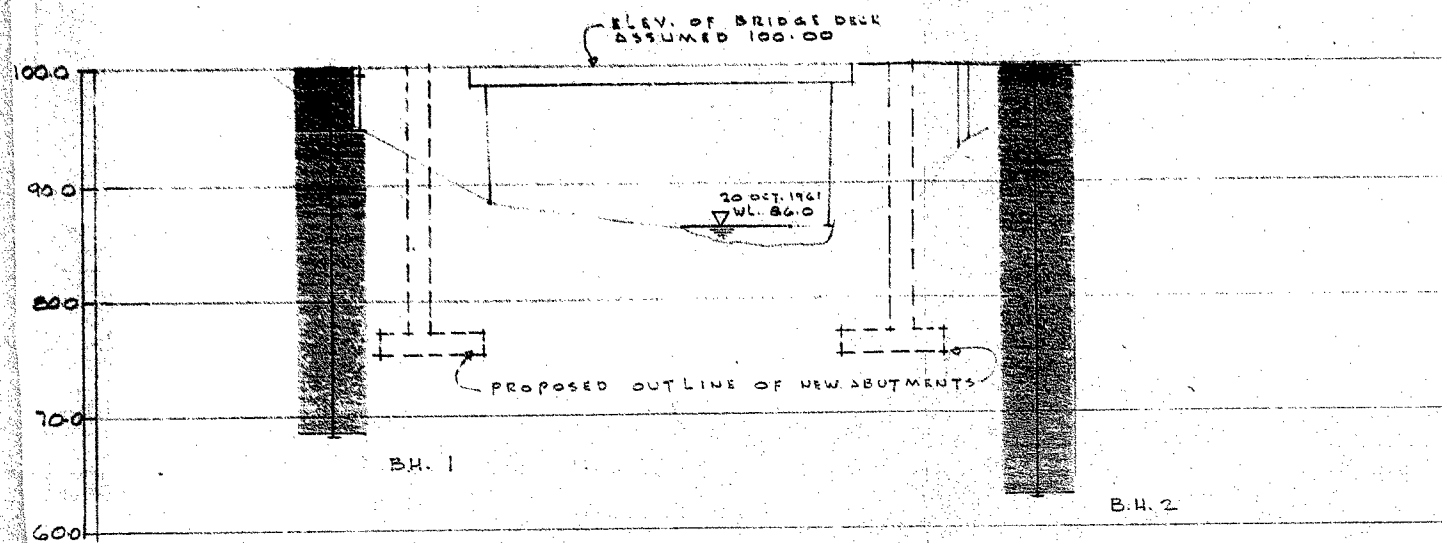 ELEV. OF BRIDGE DECK
ASSUMED 100.00
100.0
90.0
20 OCT. 1961
WL. 86.0
80.0
PROPOSED OUTLINE OF NEW ABUTMENTS
70.0
B.H. 1
B.H. 2
60.0